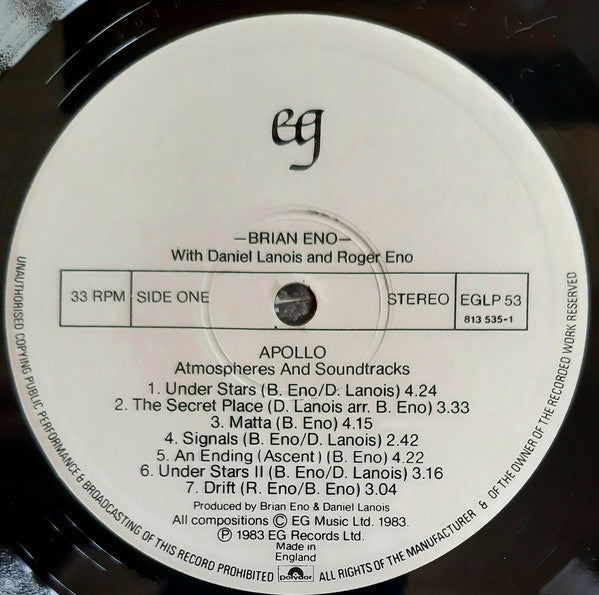 eg
—BRIAN ENO—
With Daniel Lanois and Roger Eno
33 RPM SIDE ONE STEREO EGLP 53
813 535-1
APOLLO
Atmospheres And Soundtracks
1. Under Stars (B. Eno/D. Lanois) 4.24
2. The Secret Place (D. Lanois arr. B. Eno) 3.33
3. Matta (B. Eno) 4.15
4. Signals (B. Eno/D. Lanois) 2.42
5. An Ending (Ascent) (B. Eno) 4.22
6. Under Stars II (B. Eno/D. Lanois) 3.16
7. Drift (R. Eno/B. Eno) 3.04
Produced by Brian Eno & Daniel Lanois
All compositions © EG Music Ltd. 1983.
℗ 1983 EG Records Ltd.
Made in
England
polydor
UNAUTHORISED COPYING PUBLIC PERFORMANCE & BROADCASTING OF THIS RECORD PROHIBITED
ALL RIGHTS OF THE MANUFACTURER & OF THE OWNER OF THE RECORDED WORK RESERVED